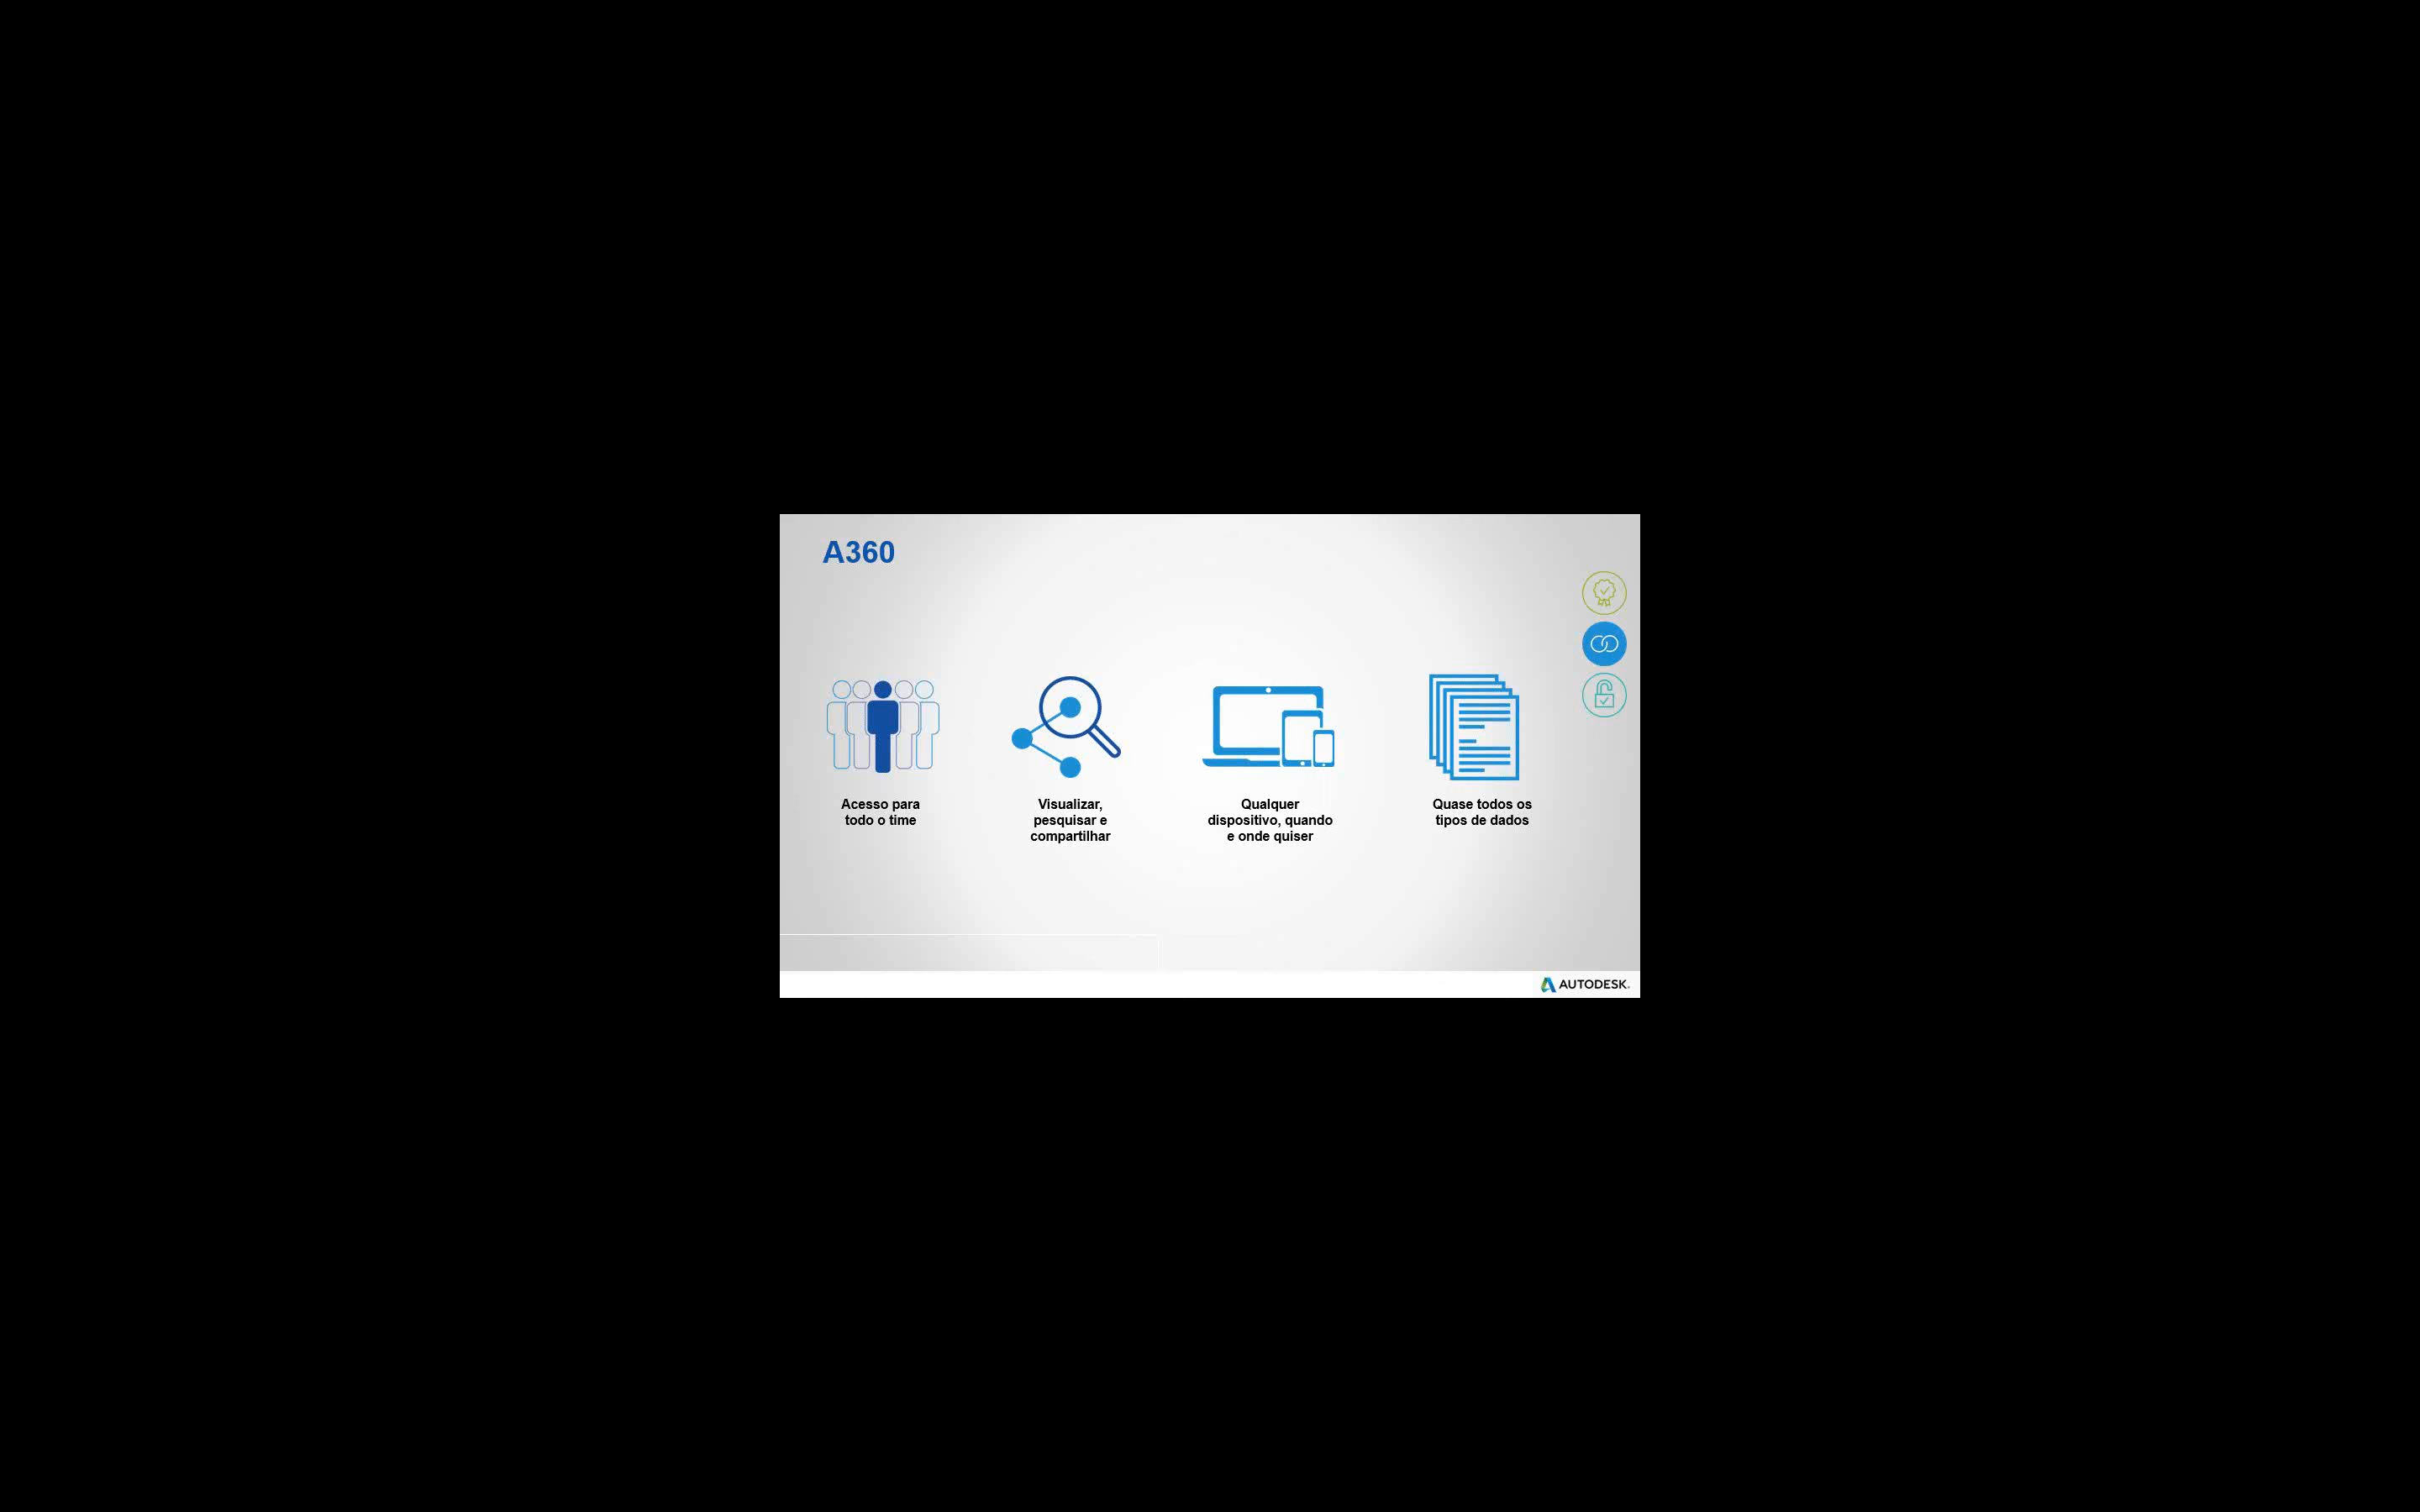 A360
Acesso para
todo o time
Visualizar,
pesquisar e
compartilhar
Qualquer
dispositivo, quando
e onde quiser
Quase todos os
tipos de dados
AUTODESK.